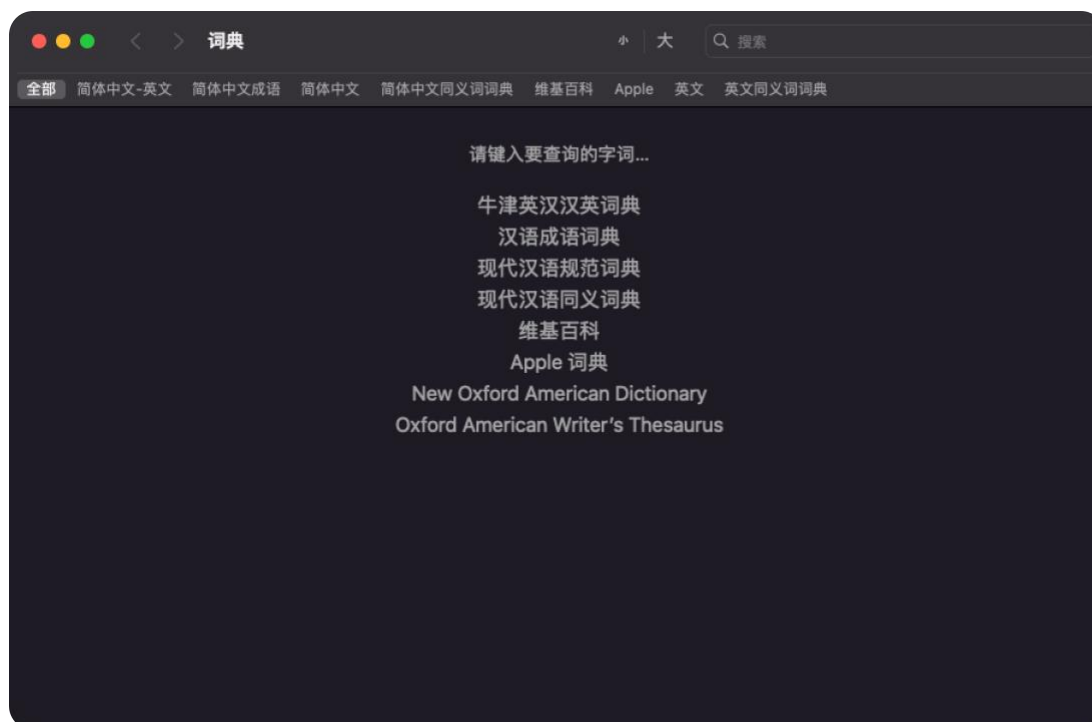 词典 小 大 搜索
全部 简体中文-英文 简体中文成语 简体中文 简体中文同义词词典 维基百科 Apple 英文 英文同义词词典
请键入要查询的字词...
牛津英汉汉英词典
汉语成语词典
现代汉语规范词典
现代汉语同义词典
维基百科
Apple 词典
New Oxford American Dictionary
Oxford American Writer's Thesaurus